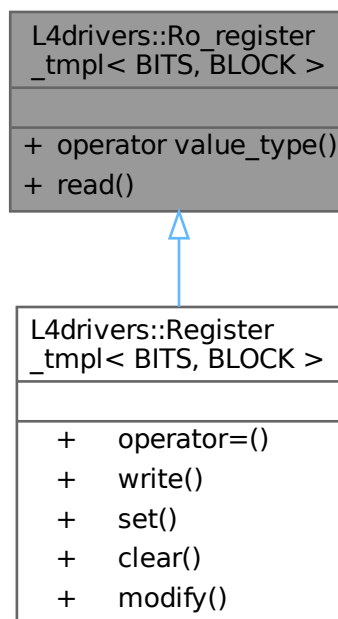 L4drivers::Ro_register
_tmpl< BITS, BLOCK >
+ operator value_type()
+ read()
L4drivers::Register
_tmpl< BITS, BLOCK >
+ operator=()
+ write()
+ set()
+ clear()
+ modify()